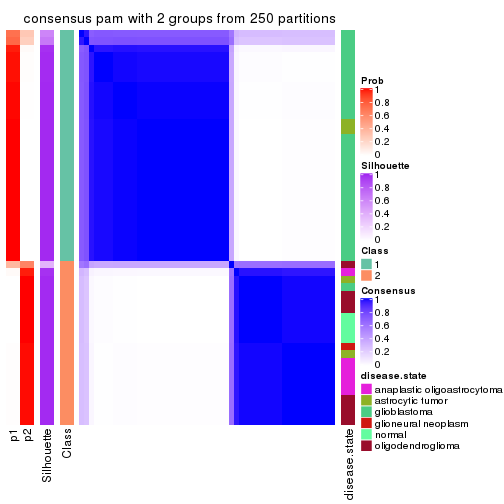 consensus pam with 2 groups from 250 partitions
Prob
1
0.8
0.6
0.4
0.2
0
Silhouette
1
0.8
0.6
0.4
0.2
0
Class
1
2
Consensus
1
0.8
0.6
0.4
0.2
0
disease.state
anaplastic oligoastrocytoma
astrocytic tumor
glioblastoma
glioneural neoplasm
normal
oligodendroglioma
p1
p2
Silhouette
Class
disease.state